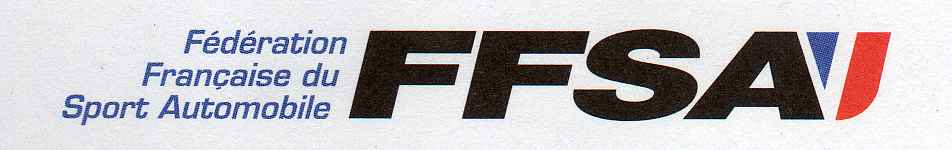 Fédération
Française du
Sport Automobile
FFSA